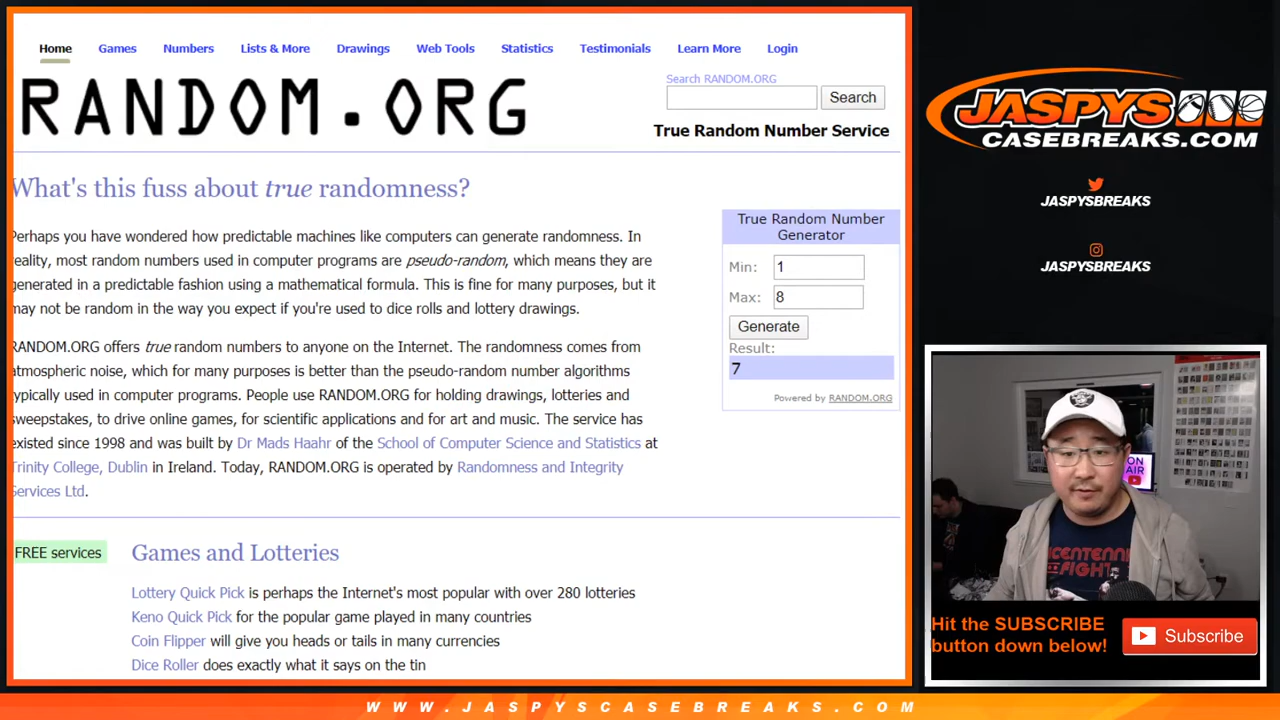 Home Games Numbers Lists & More Drawings Web Tools Statistics Testimonials Learn More Login
RANDOM.ORG
Search RANDOM.ORG
Search
True Random Number Service
What's this fuss about true randomness?
Perhaps you have wondered how predictable machines like computers can generate randomness. In
reality, most random numbers used in computer programs are pseudo-random, which means they are
generated in a predictable fashion using a mathematical formula. This is fine for many purposes, but it
may not be random in the way you expect if you're used to dice rolls and lottery drawings.
RANDOM.ORG offers true random numbers to anyone on the Internet. The randomness comes from
atmospheric noise, which for many purposes is better than the pseudo-random number algorithms
typically used in computer programs. People use RANDOM.ORG for holding drawings, lotteries and
sweepstakes, to drive online games, for scientific applications and for art and music. The service has
existed since 1998 and was built by Dr Mads Haahr of the School of Computer Science and Statistics at
Trinity College, Dublin in Ireland. Today, RANDOM.ORG is operated by Randomness and Integrity
Services Ltd.
True Random Number
Generator
Min: 1
Max: 8
Generate
Result:
7
Powered by RANDOM.ORG
FREE services
Games and Lotteries
Lottery Quick Pick is perhaps the Internet's most popular with over 280 lotteries
Keno Quick Pick for the popular game played in many countries
Coin Flipper will give you heads or tails in many currencies
Dice Roller does exactly what it says on the tin
JASPYS
CASEBREAKS.COM
JASPYSBREAKS
JASPYSBREAKS
ON
AIR
Hit the SUBSCRIBE
button down below!
Subscribe
WWW.JASPYSCASEBREAKS.COM